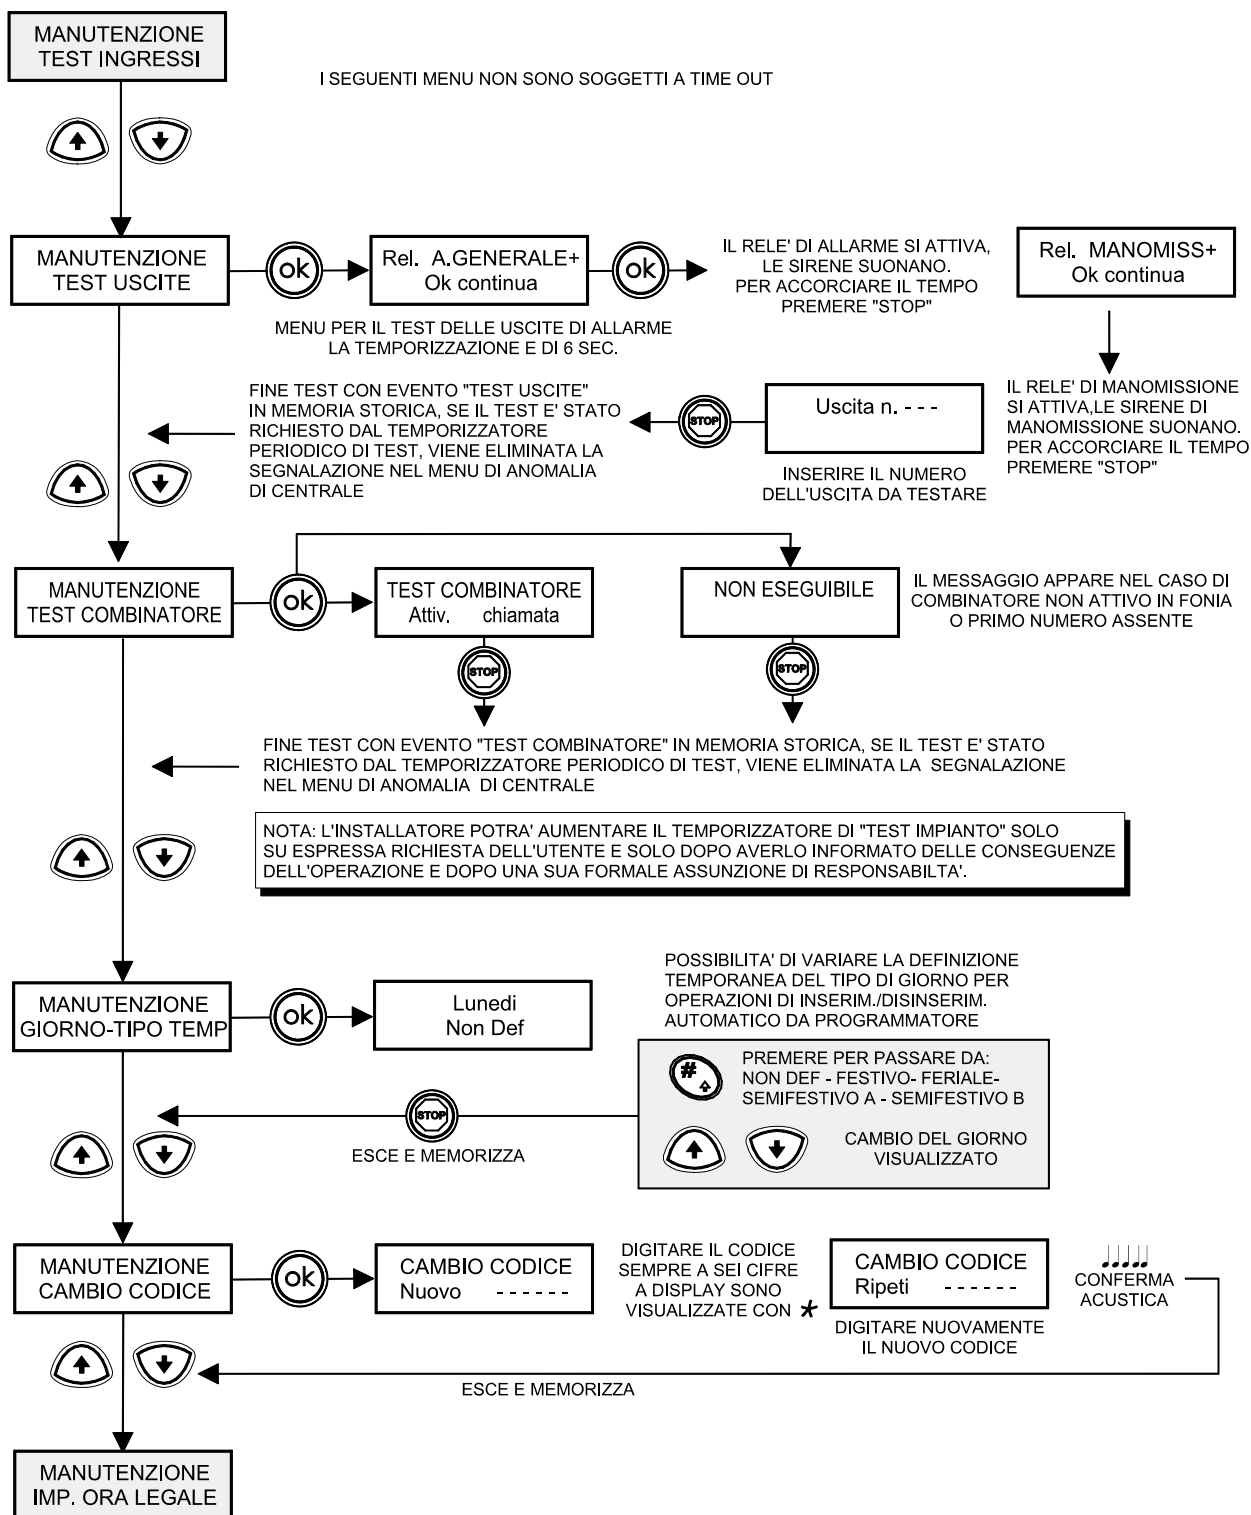 MANUTENZIONE
TEST INGRESSI
I SEGUENTI MENU NON SONO SOGGETTI A TIME OUT
MANUTENZIONE
TEST USCITE
ok
Rel. A.GENERALE+
Ok continua
ok
IL RELE' DI ALLARME SI ATTIVA,
LE SIRENE SUONANO.
PER ACCORCIARE IL TEMPO
PREMERE "STOP"
Rel. MANOMISS+
Ok continua
MENU PER IL TEST DELLE USCITE DI ALLARME
LA TEMPORIZZAZIONE E DI 6 SEC.
IL RELE' DI MANOMISSIONE
SI ATTIVA,LE SIRENE DI
MANOMISSIONE SUONANO.
PER ACCORCIARE IL TEMPO
PREMERE "STOP"
Uscita n. - - -
INSERIRE IL NUMERO
DELL'USCITA DA TESTARE
STOP
FINE TEST CON EVENTO "TEST USCITE"
IN MEMORIA STORICA, SE IL TEST E' STATO
RICHIESTO DAL TEMPORIZZATORE
PERIODICO DI TEST, VIENE ELIMINATA LA
SEGNALAZIONE NEL MENU DI ANOMALIA
DI CENTRALE
MANUTENZIONE
TEST COMBINATORE
ok
TEST COMBINATORE
Attiv. chiamata
NON ESEGUIBILE
IL MESSAGGIO APPARE NEL CASO DI
COMBINATORE NON ATTIVO IN FONIA
O PRIMO NUMERO ASSENTE
STOP
STOP
FINE TEST CON EVENTO "TEST COMBINATORE" IN MEMORIA STORICA, SE IL TEST E' STATO
RICHIESTO DAL TEMPORIZZATORE PERIODICO DI TEST, VIENE ELIMINATA LA SEGNALAZIONE
NEL MENU DI ANOMALIA DI CENTRALE
NOTA: L'INSTALLATORE POTRA' AUMENTARE IL TEMPORIZZATORE DI "TEST IMPIANTO" SOLO
SU ESPRESSA RICHIESTA DELL'UTENTE E SOLO DOPO AVERLO INFORMATO DELLE CONSEGUENZE
DELL'OPERAZIONE E DOPO UNA SUA FORMALE ASSUNZIONE DI RESPONSABILTA'.
MANUTENZIONE
GIORNO-TIPO TEMP
ok
Lunedi
Non Def
POSSIBILITA' DI VARIARE LA DEFINIZIONE
TEMPORANEA DEL TIPO DI GIORNO PER
OPERAZIONI DI INSERIM./DISINSERIM.
AUTOMATICO DA PROGRAMMATORE
#
PREMERE PER PASSARE DA:
NON DEF - FESTIVO- FERIALE-
SEMIFESTIVO A - SEMIFESTIVO B
CAMBIO DEL GIORNO
VISUALIZZATO
STOP
ESCE E MEMORIZZA
MANUTENZIONE
CAMBIO CODICE
ok
CAMBIO CODICE
Nuovo - - - - - -
DIGITARE IL CODICE
SEMPRE A SEI CIFRE
A DISPLAY SONO
VISUALIZZATE CON *
CAMBIO CODICE
Ripeti - - - - - -
DIGITARE NUOVAMENTE
IL NUOVO CODICE
CONFERMA
ACUSTICA
ESCE E MEMORIZZA
MANUTENZIONE
IMP. ORA LEGALE